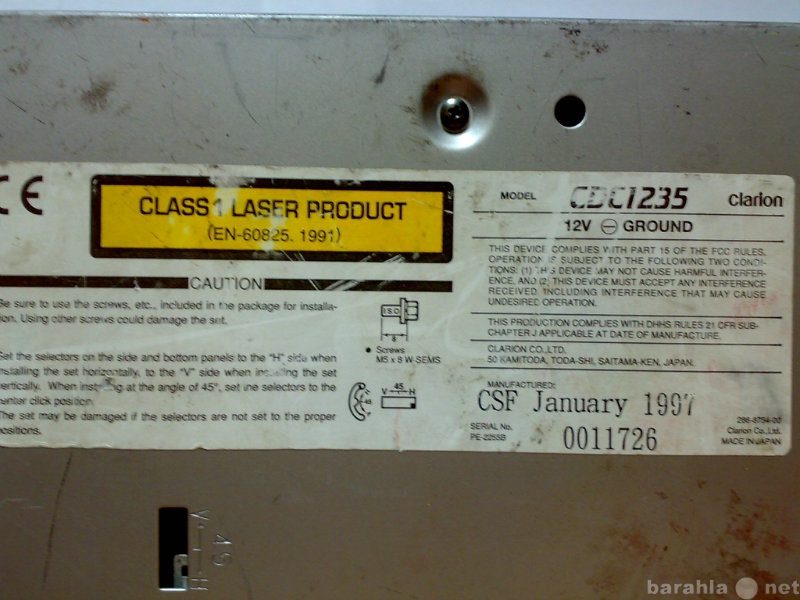 CE
CLASS 1 LASER PRODUCT
(EN-60825. 1991)
CAUTION
Be sure to use the screws, etc., included in the package for installa-
tion. Using other screws could damage the set.
ISO
8
• Screws
M5 x 8 W-SEMS
Set the selectors on the side and bottom panels to the "H" side when
installing the set horizontally, to the "V" side when installing the set
vertically. When installing at the angle of 45°, set the selectors to the
center click position.
The set may be damaged if the selectors are not set to the proper
positions.
45
V H
MODEL CDC1235 clarion
12V ⊖ GROUND
THIS DEVICE COMPLIES WITH PART 15 OF THE FCC RULES.
OPERATION IS SUBJECT TO THE FOLLOWING TWO CONDI-
TIONS: (1) THIS DEVICE MAY NOT CAUSE HARMFUL INTERFER-
ENCE, AND (2) THIS DEVICE MUST ACCEPT ANY INTERFERENCE
RECEIVED, INCLUDING INTERFERENCE THAT MAY CAUSE
UNDESIRED OPERATION.
THIS PRODUCTION COMPLIES WITH DHHS RULES 21 CFR SUB-
CHAPTER J APPLICABLE AT DATE OF MANUFACTURE.
CLARION CO.,LTD.
50 KAMITODA, TODA-SHI, SAITAMA-KEN, JAPAN.
MANUFACTURED:
CSF January 1997
SERIAL No.
PE-2255B
0011726
286-8794-00
Clarion Co.,Ltd.
MADE IN JAPAN
V 45 H
barahla net